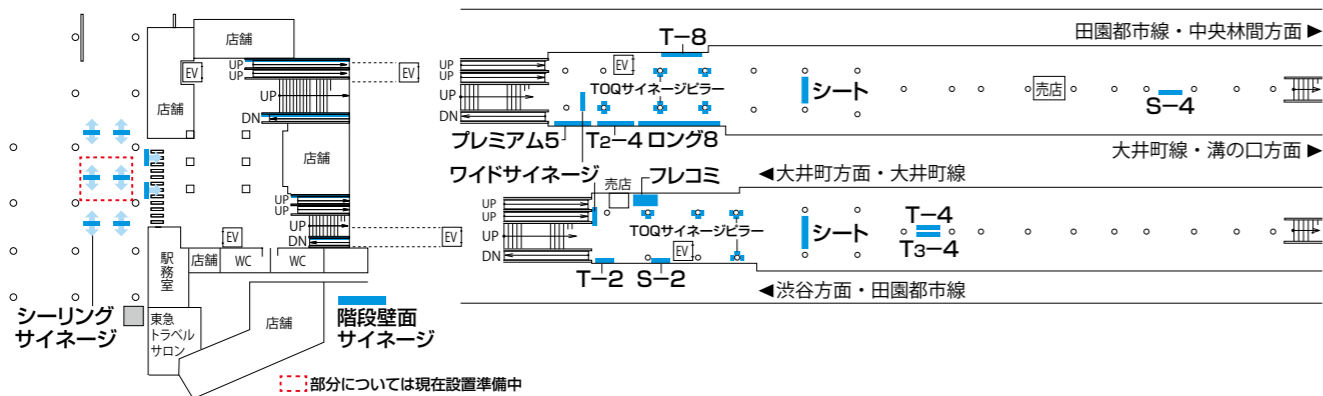 店舗
EV
UP
UP
UP
DN
EV
店舗
店舗
UP
UP
UP
DN
EV
EV
店舗
WC
WC
駅務室
東急
トラベル
サロン
店舗
シーリング
サイネージ
階段壁面
サイネージ
部分については現在設置準備中
田園都市線・中央林間方面▶
T-8
UP
UP
UP
DN
EV
TOQサイネージピラー
シート
売店
S-4
プレミアム5
T2-4
ロング8
大井町線・溝の口方面▶
ワイドサイネージ
売店
フレコミ
◀大井町方面・大井町線
UP
UP
UP
DN
TOQサイネージピラー
EV
シート
T-4
T3-4
T-2
S-2
◀渋谷方面・田園都市線